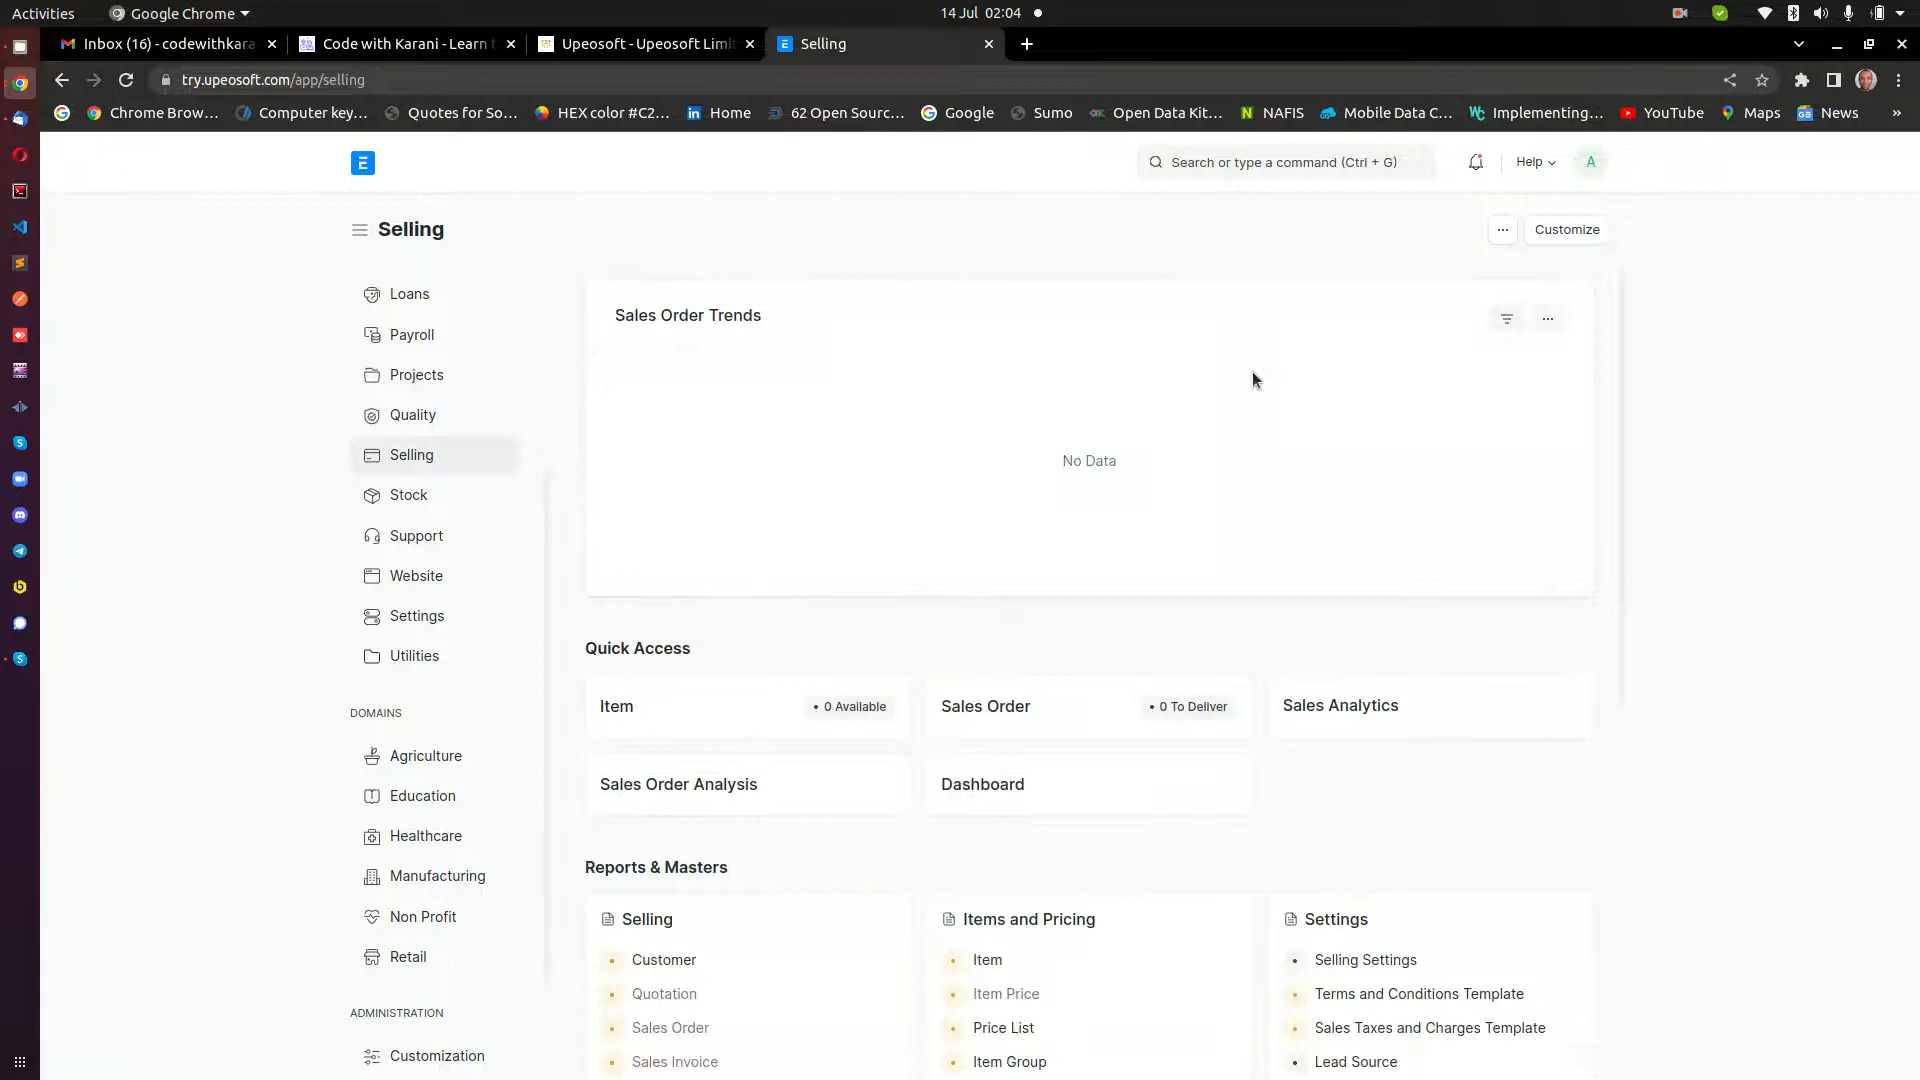 Activities
Google Chrome
14 Jul 02:04
Inbox (16) - codewithkara
Code with Karani - Learn t
Upeosoft - Upeosoft Limit
E
Selling
try.upeosoft.com/app/selling
Chrome Brow...
Computer key...
Quotes for So...
HEX color #C2...
in
Home
62 Open Sourc...
Google
Sumo
Open Data Kit...
N
NAFIS
Mobile Data C...
Implementing...
YouTube
Maps
News
»
E
Search or type a command (Ctrl + G)
Help
A
Selling
Customize
Loans
Payroll
Projects
Quality
Selling
Stock
Support
Website
Settings
Utilities
DOMAINS
Agriculture
Education
Healthcare
Manufacturing
Non Profit
Retail
ADMINISTRATION
Customization
Sales Order Trends
No Data
Quick Access
Item
• 0 Available
Sales Order
• 0 To Deliver
Sales Analytics
Sales Order Analysis
Dashboard
Reports & Masters
Selling
Customer
Quotation
Sales Order
Sales Invoice
Items and Pricing
Item
Item Price
Price List
Item Group
Settings
Selling Settings
Terms and Conditions Template
Sales Taxes and Charges Template
Lead Source